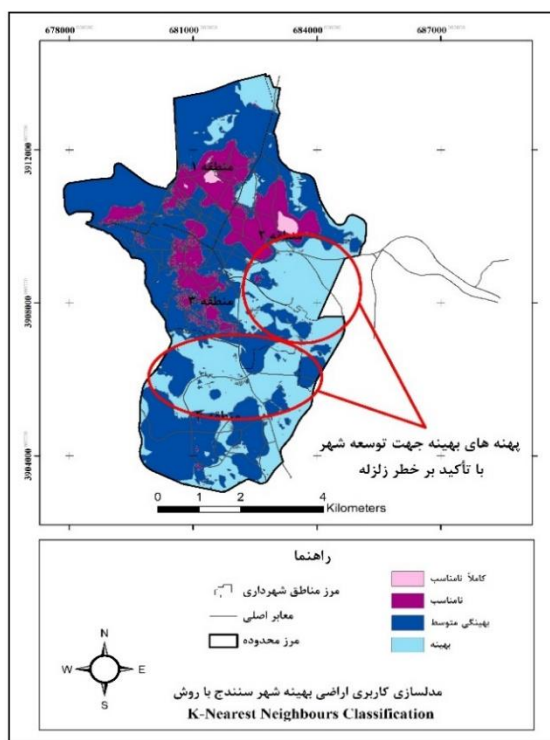 678000
681000
684000
687000
3912000
3908000
3904000
منطقه ۱
منطقه ۲
منطقه ۳
پهنه های بهینه جهت توسعه شهر
با تأکید بر خطر زلزله
0 1 2 4
Kilometers
راهنما
مرز مناطق شهرداری
معابر اصلی
مرز محدوده
کاملاً نامناسب
نامناسب
بهینگی متوسط
بهینه
N
W E
S
مدلسازی کاربری اراضی بهینه شهر سنندج با روش
K-Nearest Neighbours Classification